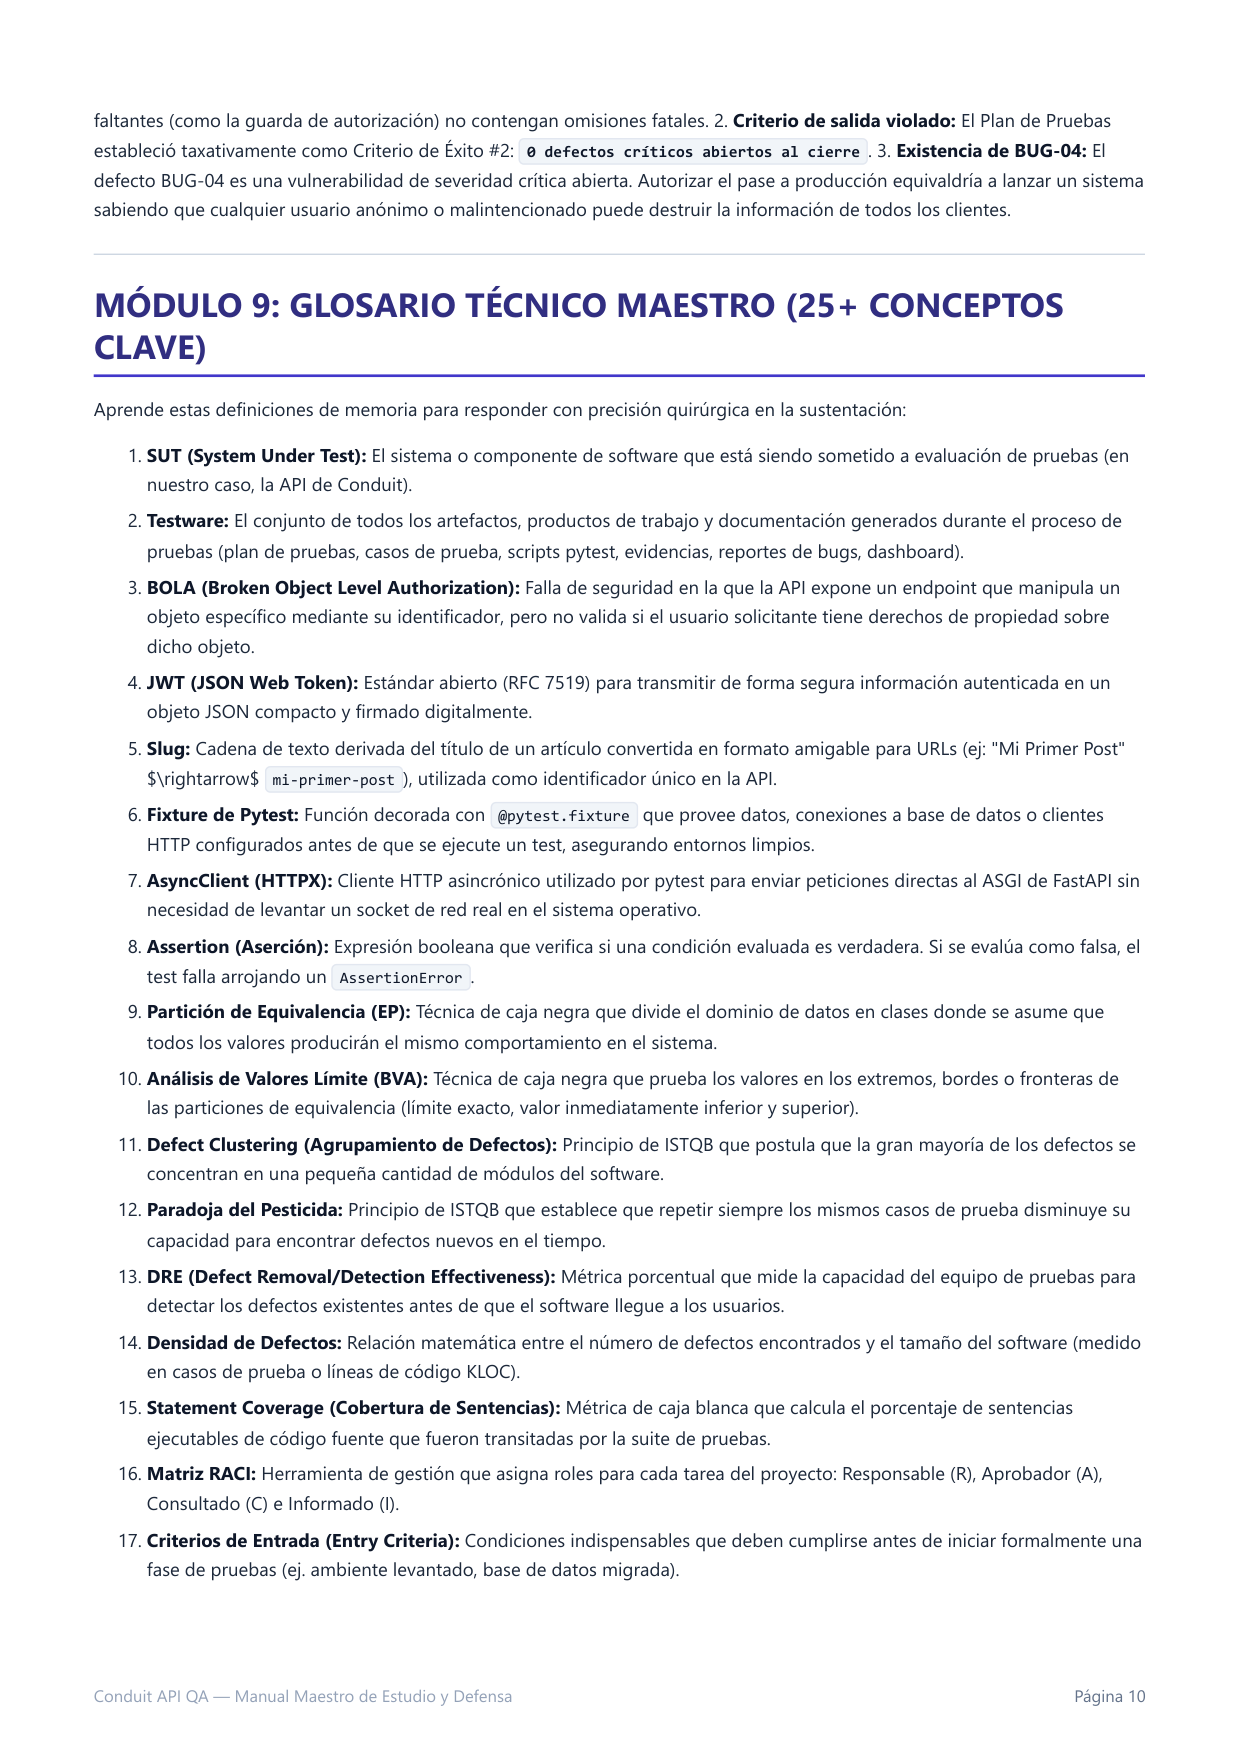 faltantes (como la guarda de autorización) no contengan omisiones fatales. 2. Criterio de salida violado: El Plan de Pruebas
estableció taxativamente como Criterio de Éxito #2: 0 defectos críticos abiertos al cierre. 3. Existencia de BUG-04: El
defecto BUG-04 es una vulnerabilidad de severidad crítica abierta. Autorizar el pase a producción equivaldría a lanzar un sistema
sabiendo que cualquier usuario anónimo o malintencionado puede destruir la información de todos los clientes.
MÓDULO 9: GLOSARIO TÉCNICO MAESTRO (25+ CONCEPTOS
CLAVE)
Aprende estas definiciones de memoria para responder con precisión quirúrgica en la sustentación:
1. SUT (System Under Test): El sistema o componente de software que está siendo sometido a evaluación de pruebas (en
nuestro caso, la API de Conduit).
2. Testware: El conjunto de todos los artefactos, productos de trabajo y documentación generados durante el proceso de
pruebas (plan de pruebas, casos de prueba, scripts pytest, evidencias, reportes de bugs, dashboard).
3. BOLA (Broken Object Level Authorization): Falla de seguridad en la que la API expone un endpoint que manipula un
objeto específico mediante su identificador, pero no valida si el usuario solicitante tiene derechos de propiedad sobre
dicho objeto.
4. JWT (JSON Web Token): Estándar abierto (RFC 7519) para transmitir de forma segura información autenticada en un
objeto JSON compacto y firmado digitalmente.
5. Slug: Cadena de texto derivada del título de un artículo convertida en formato amigable para URLs (ej: "Mi Primer Post"
$\rightarrow$ mi-primer-post), utilizada como identificador único en la API.
6. Fixture de Pytest: Función decorada con @pytest.fixture que provee datos, conexiones a base de datos o clientes
HTTP configurados antes de que se ejecute un test, asegurando entornos limpios.
7. AsyncClient (HTTPX): Cliente HTTP asincrónico utilizado por pytest para enviar peticiones directas al ASGI de FastAPI sin
necesidad de levantar un socket de red real en el sistema operativo.
8. Assertion (Aserción): Expresión booleana que verifica si una condición evaluada es verdadera. Si se evalúa como falsa, el
test falla arrojando un AssertionError.
9. Partición de Equivalencia (EP): Técnica de caja negra que divide el dominio de datos en clases donde se asume que
todos los valores producirán el mismo comportamiento en el sistema.
10. Análisis de Valores Límite (BVA): Técnica de caja negra que prueba los valores en los extremos, bordes o fronteras de
las particiones de equivalencia (límite exacto, valor inmediatamente inferior y superior).
11. Defect Clustering (Agrupamiento de Defectos): Principio de ISTQB que postula que la gran mayoría de los defectos se
concentran en una pequeña cantidad de módulos del software.
12. Paradoja del Pesticida: Principio de ISTQB que establece que repetir siempre los mismos casos de prueba disminuye su
capacidad para encontrar defectos nuevos en el tiempo.
13. DRE (Defect Removal/Detection Effectiveness): Métrica porcentual que mide la capacidad del equipo de pruebas para
detectar los defectos existentes antes de que el software llegue a los usuarios.
14. Densidad de Defectos: Relación matemática entre el número de defectos encontrados y el tamaño del software (medido
en casos de prueba o líneas de código KLOC).
15. Statement Coverage (Cobertura de Sentencias): Métrica de caja blanca que calcula el porcentaje de sentencias
ejecutables de código fuente que fueron transitadas por la suite de pruebas.
16. Matriz RACI: Herramienta de gestión que asigna roles para cada tarea del proyecto: Responsable (R), Aprobador (A),
Consultado (C) e Informado (I).
17. Criterios de Entrada (Entry Criteria): Condiciones indispensables que deben cumplirse antes de iniciar formalmente una
fase de pruebas (ej. ambiente levantado, base de datos migrada).
Conduit API QA — Manual Maestro de Estudio y Defensa
Página 10